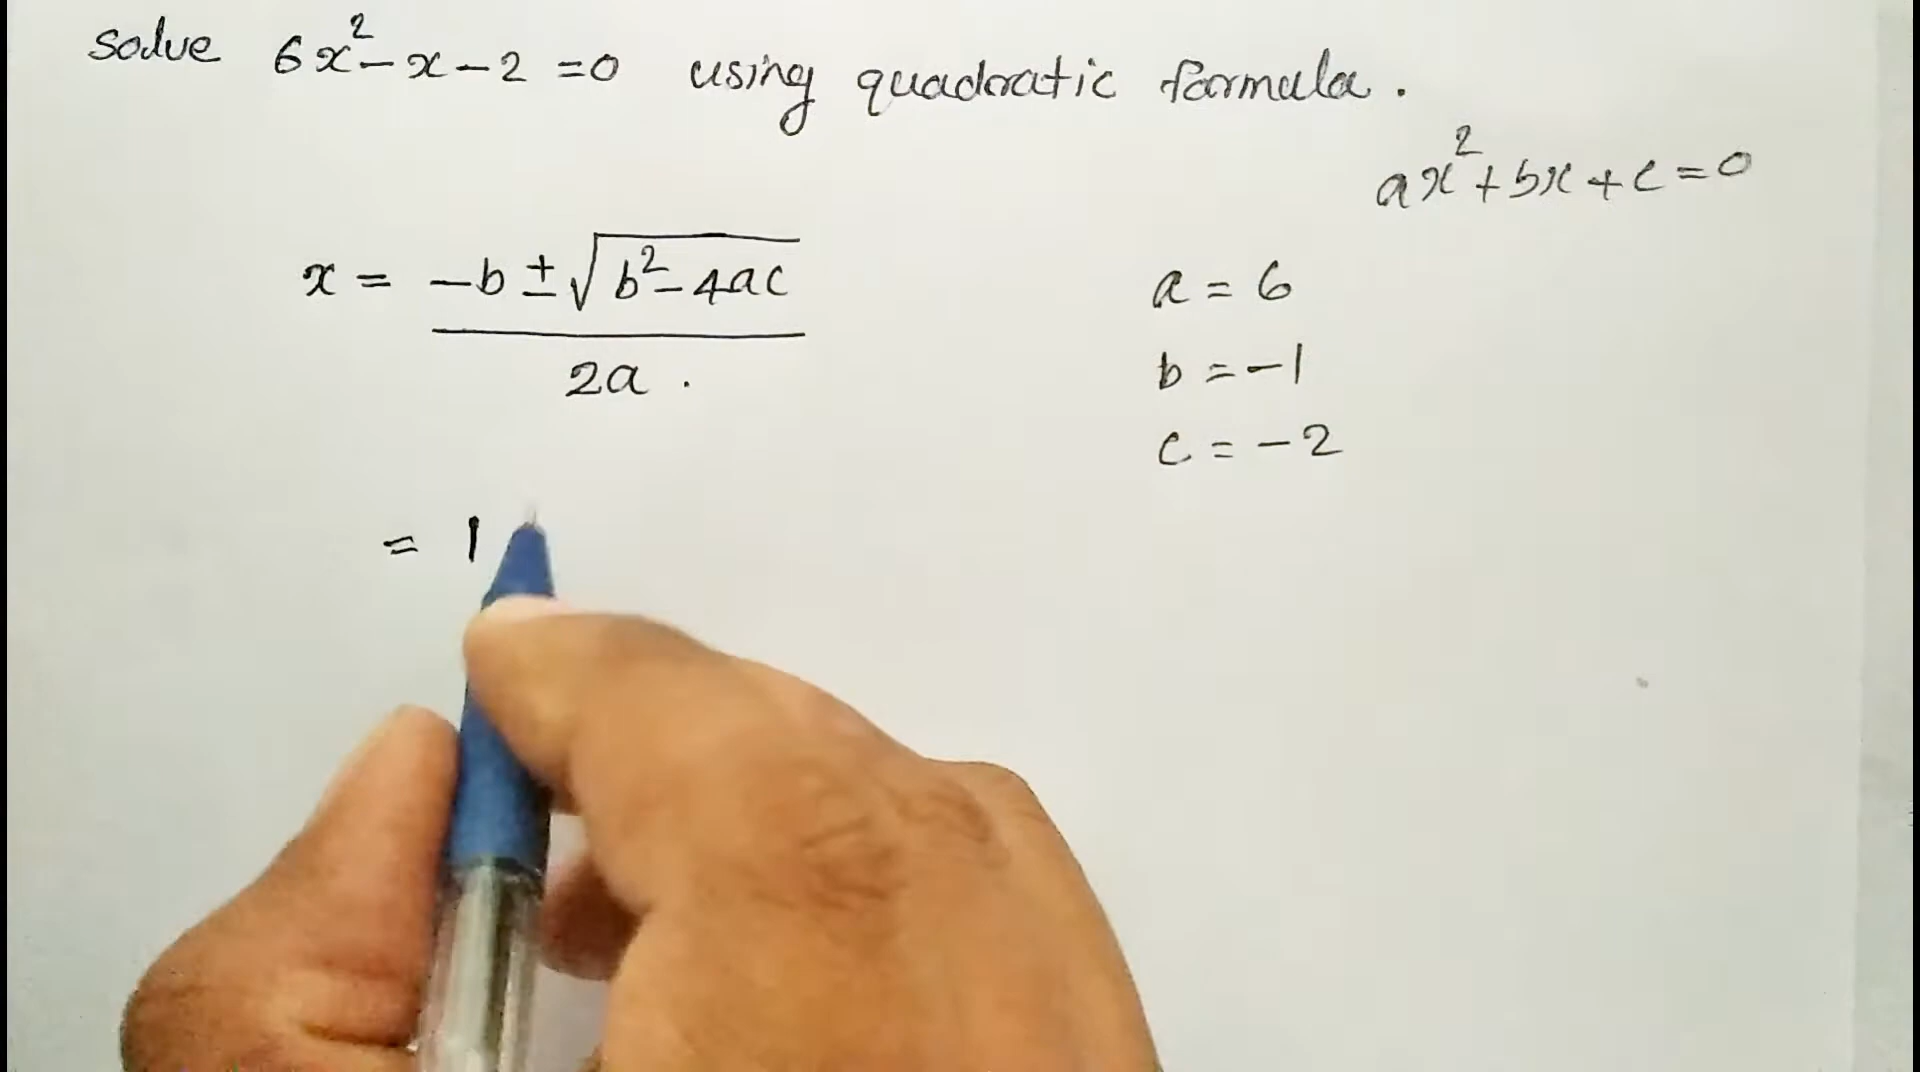 solve 6x²-x-2=0 using quadratic formula.
ax²+bx+c=0
x = -b±√b²-4ac
2a .
a = 6
b = -1
c = -2
= 1